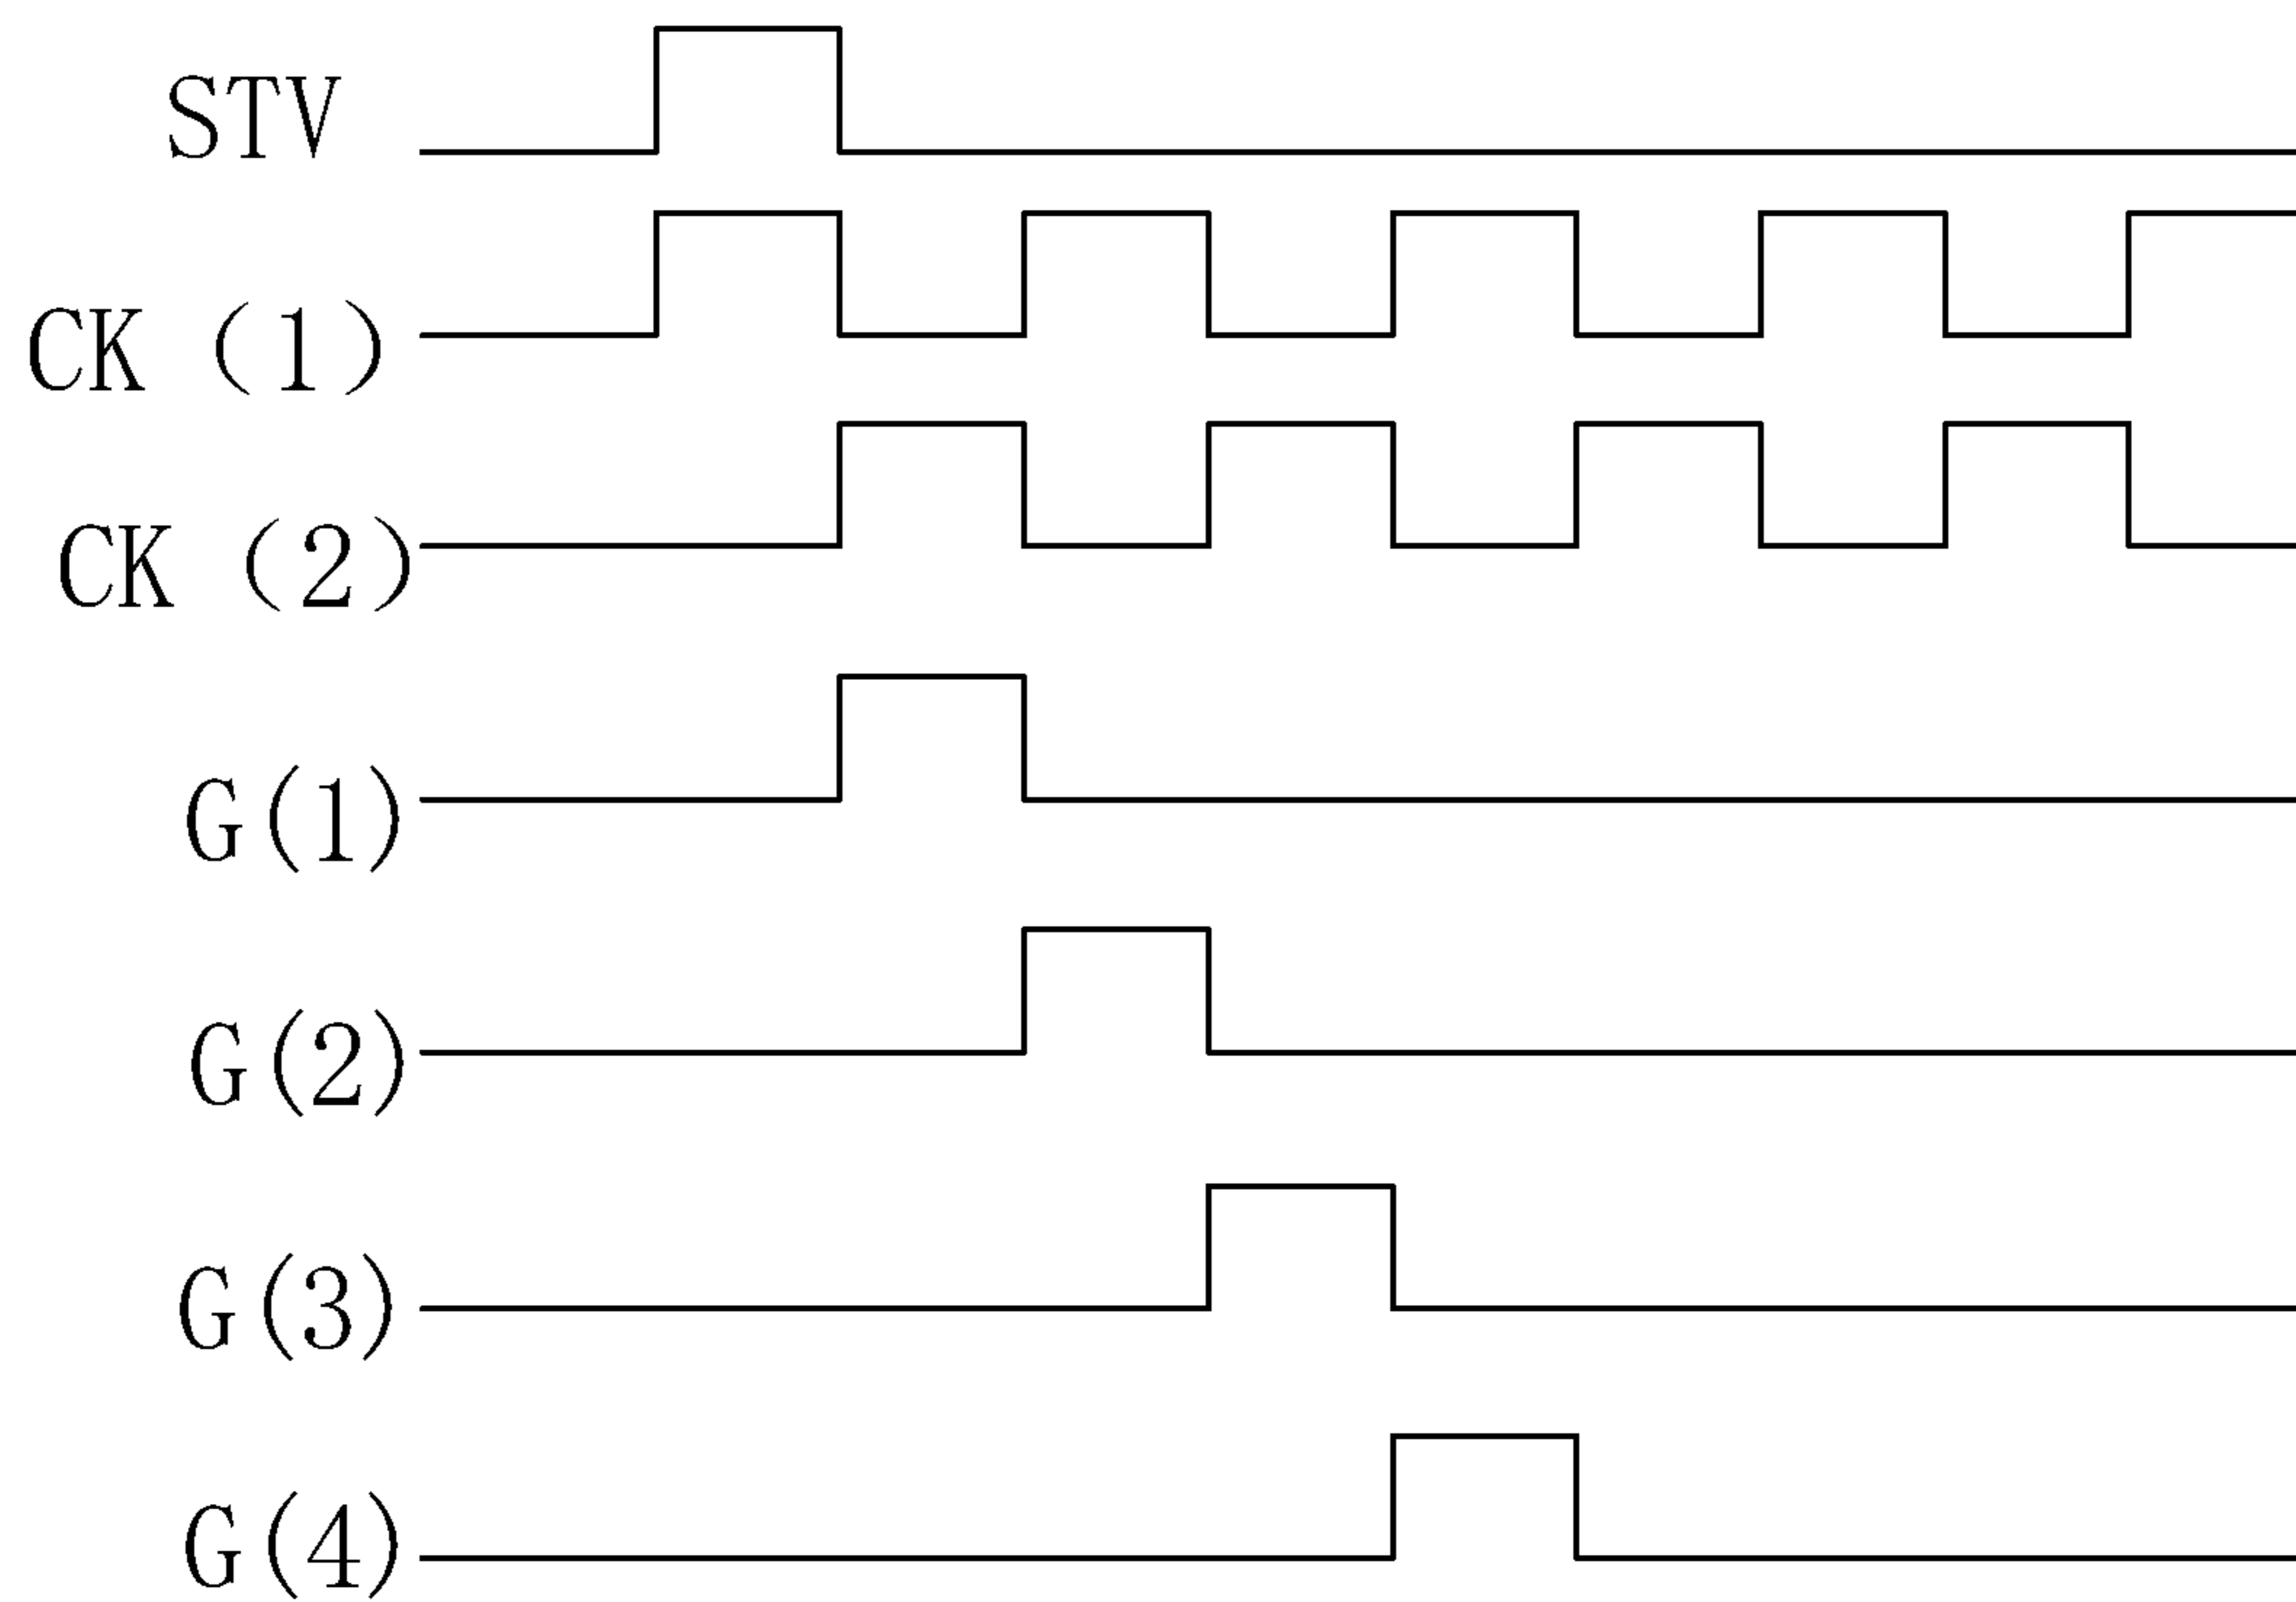 STV
CK（1）
CK（2）
G(1)
G(2)
G(3)
G(4)